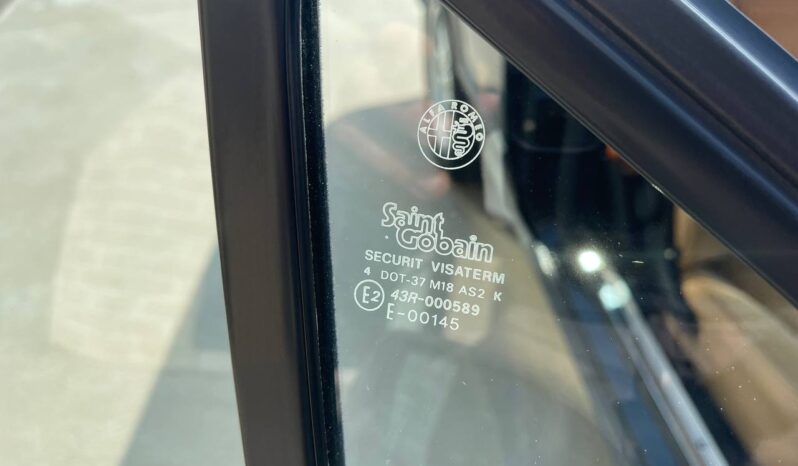 ALFA ROMEO
Saint
Gobain
SECURIT VISATERM
4 DOT-37 M18 AS2 K
E2 43R-000589
E-00145